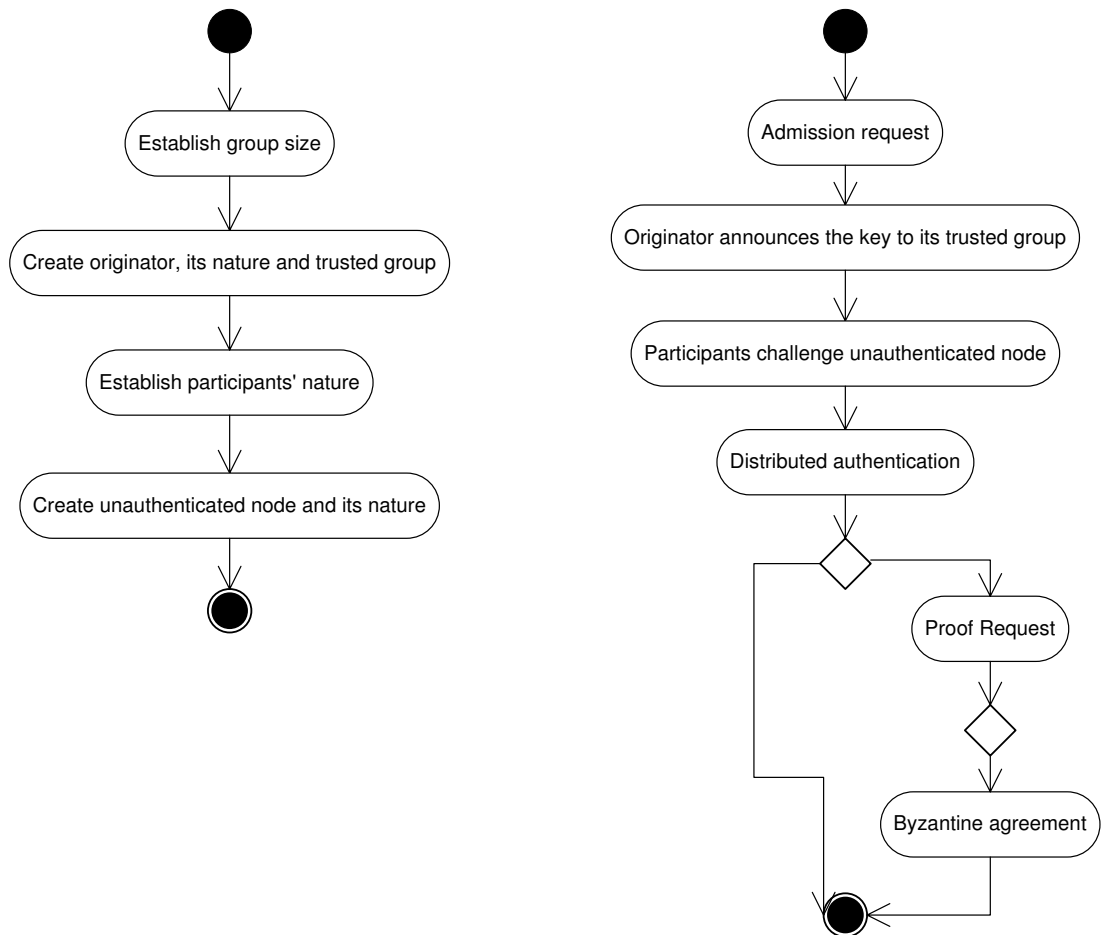 Establish group size
Create originator, its nature and trusted group
Establish participants' nature
Create unauthenticated node and its nature
Admission request
Originator announces the key to its trusted group
Participants challenge unauthenticated node
Distributed authentication
Proof Request
Byzantine agreement